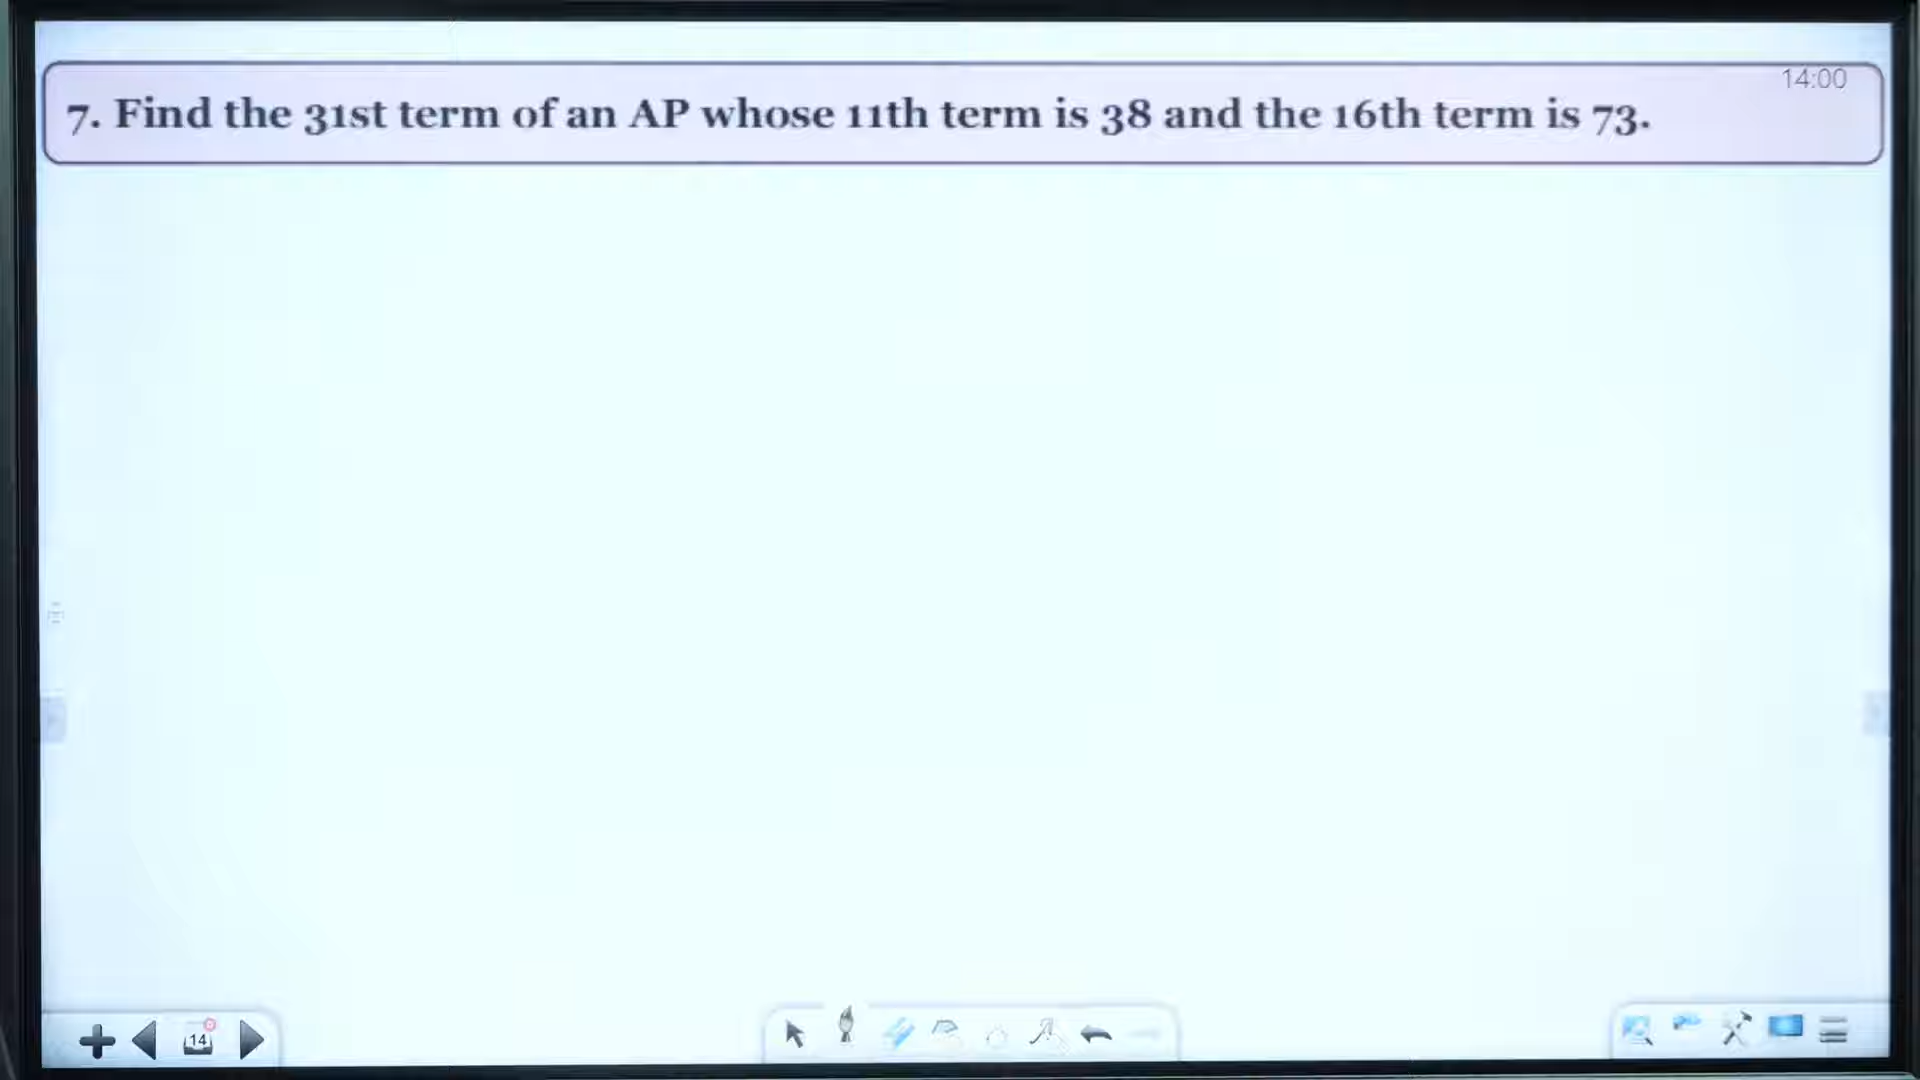 14:00
7. Find the 31st term of an AP whose 11th term is 38 and the 16th term is 73.
14